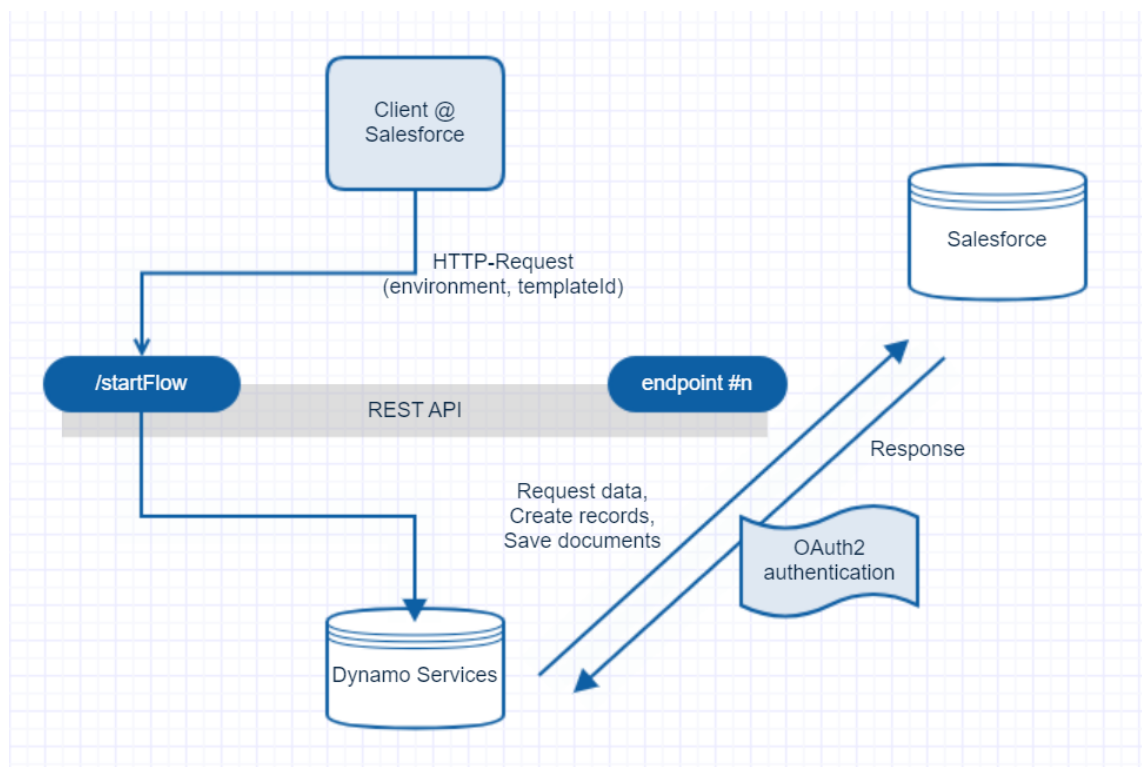 Client @
Salesforce
Salesforce
HTTP-Request
(environment, templateId)
/startFlow
endpoint #n
REST API
Response
Request data,
Create records,
Save documents
OAuth2
authentication
Dynamo Services